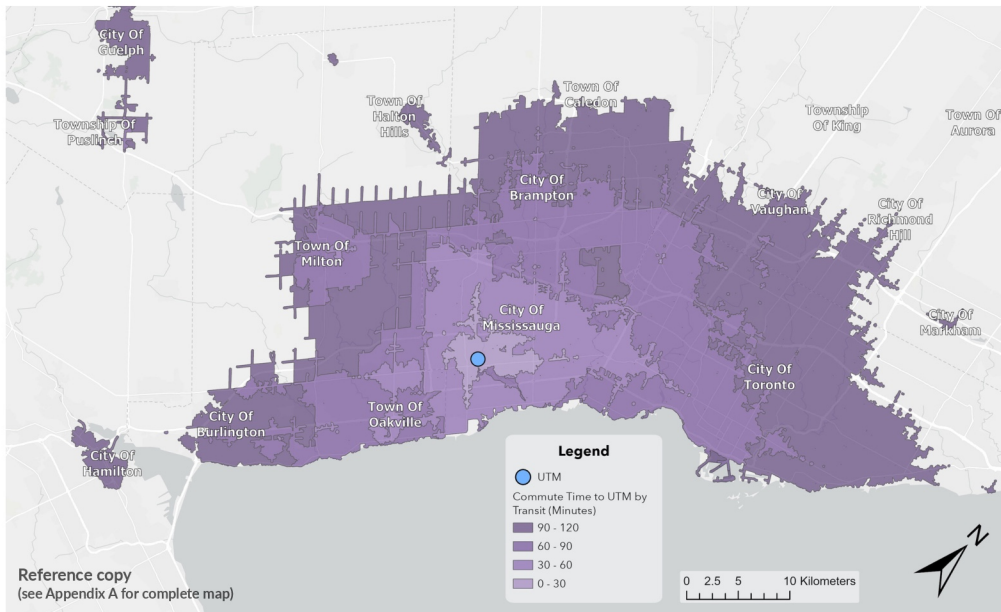 City Of
Guelph
Township Of
Puslinch
Town Of
Halton
Hills
Town Of
Caledon
Township
Of King
Town Of
Aurora
City Of
Brampton
City Of
Vaughan
City Of
Richmond
Hill
Town Of
Milton
City Of
Mississauga
City Of
Markham
City Of
Toronto
City Of
Burlington
Town Of
Oakville
City Of
Hamilton
Legend
UTM
Commute Time to UTM by
Transit (Minutes)
90 - 120
60 - 90
30 - 60
0 - 30
N
0 2.5 5 10 Kilometers
Reference copy
(see Appendix A for complete map)